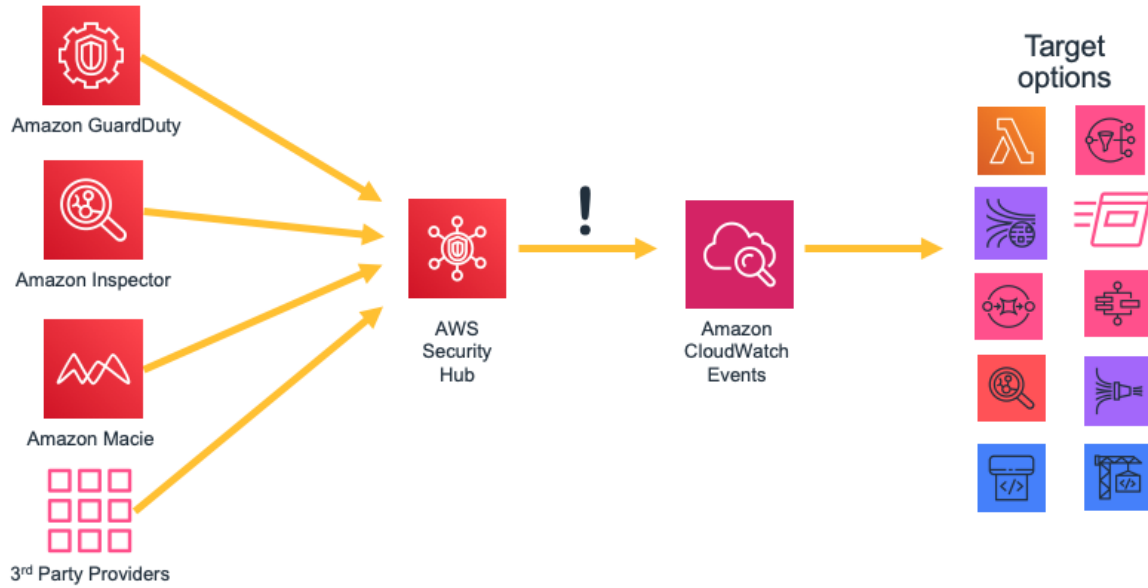 Amazon GuardDuty
Amazon Inspector
Amazon Macie
3rd Party Providers
AWS
Security
Hub
!
Amazon
CloudWatch
Events
Target
options
</>
</>